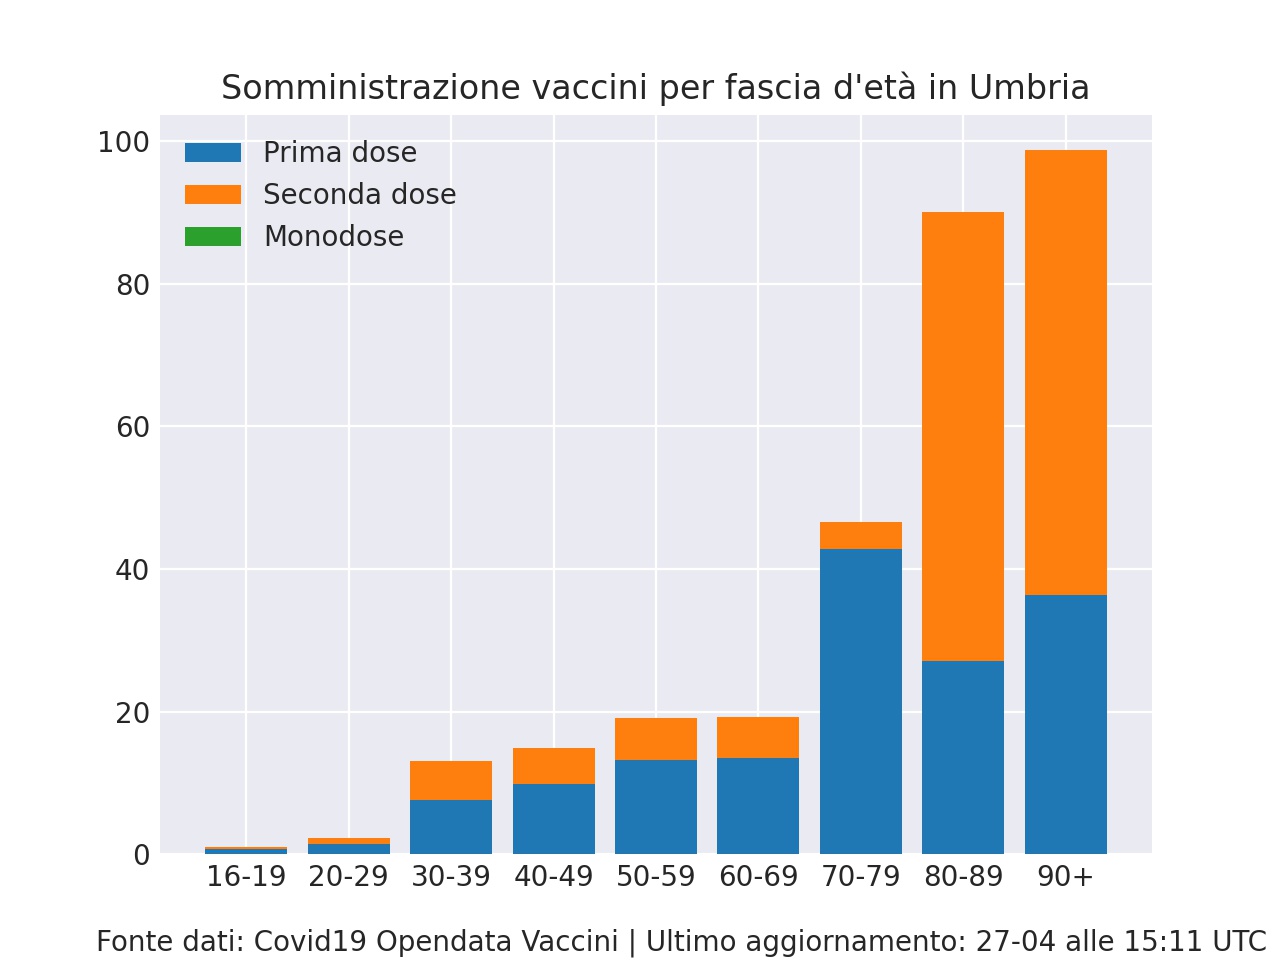 Somministrazione vaccini per fascia d'età in Umbria
Prima dose
Seconda dose
Monodose
100
80
60
40
20
0
16-19 20-29 30-39 40-49 50-59 60-69 70-79 80-89 90+
Fonte dati: Covid19 Opendata Vaccini | Ultimo aggiornamento: 27-04 alle 15:11 UTC